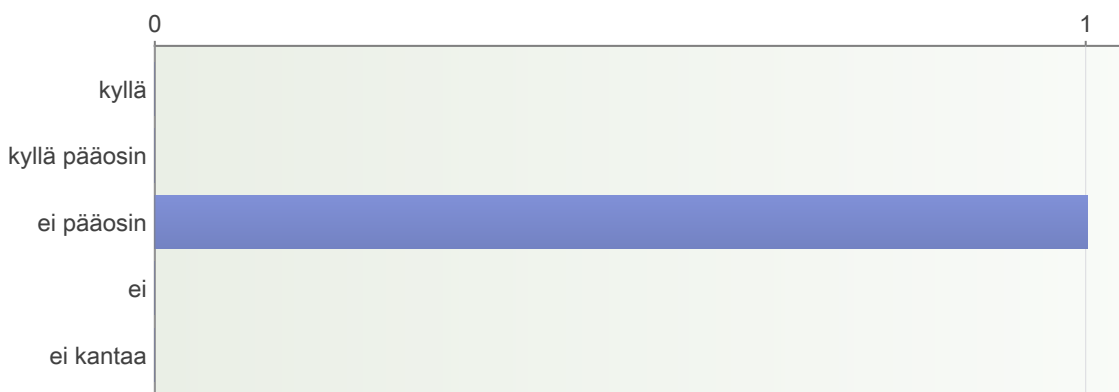 0 1
kyllä
kyllä pääosin
ei pääosin
ei
ei kantaa